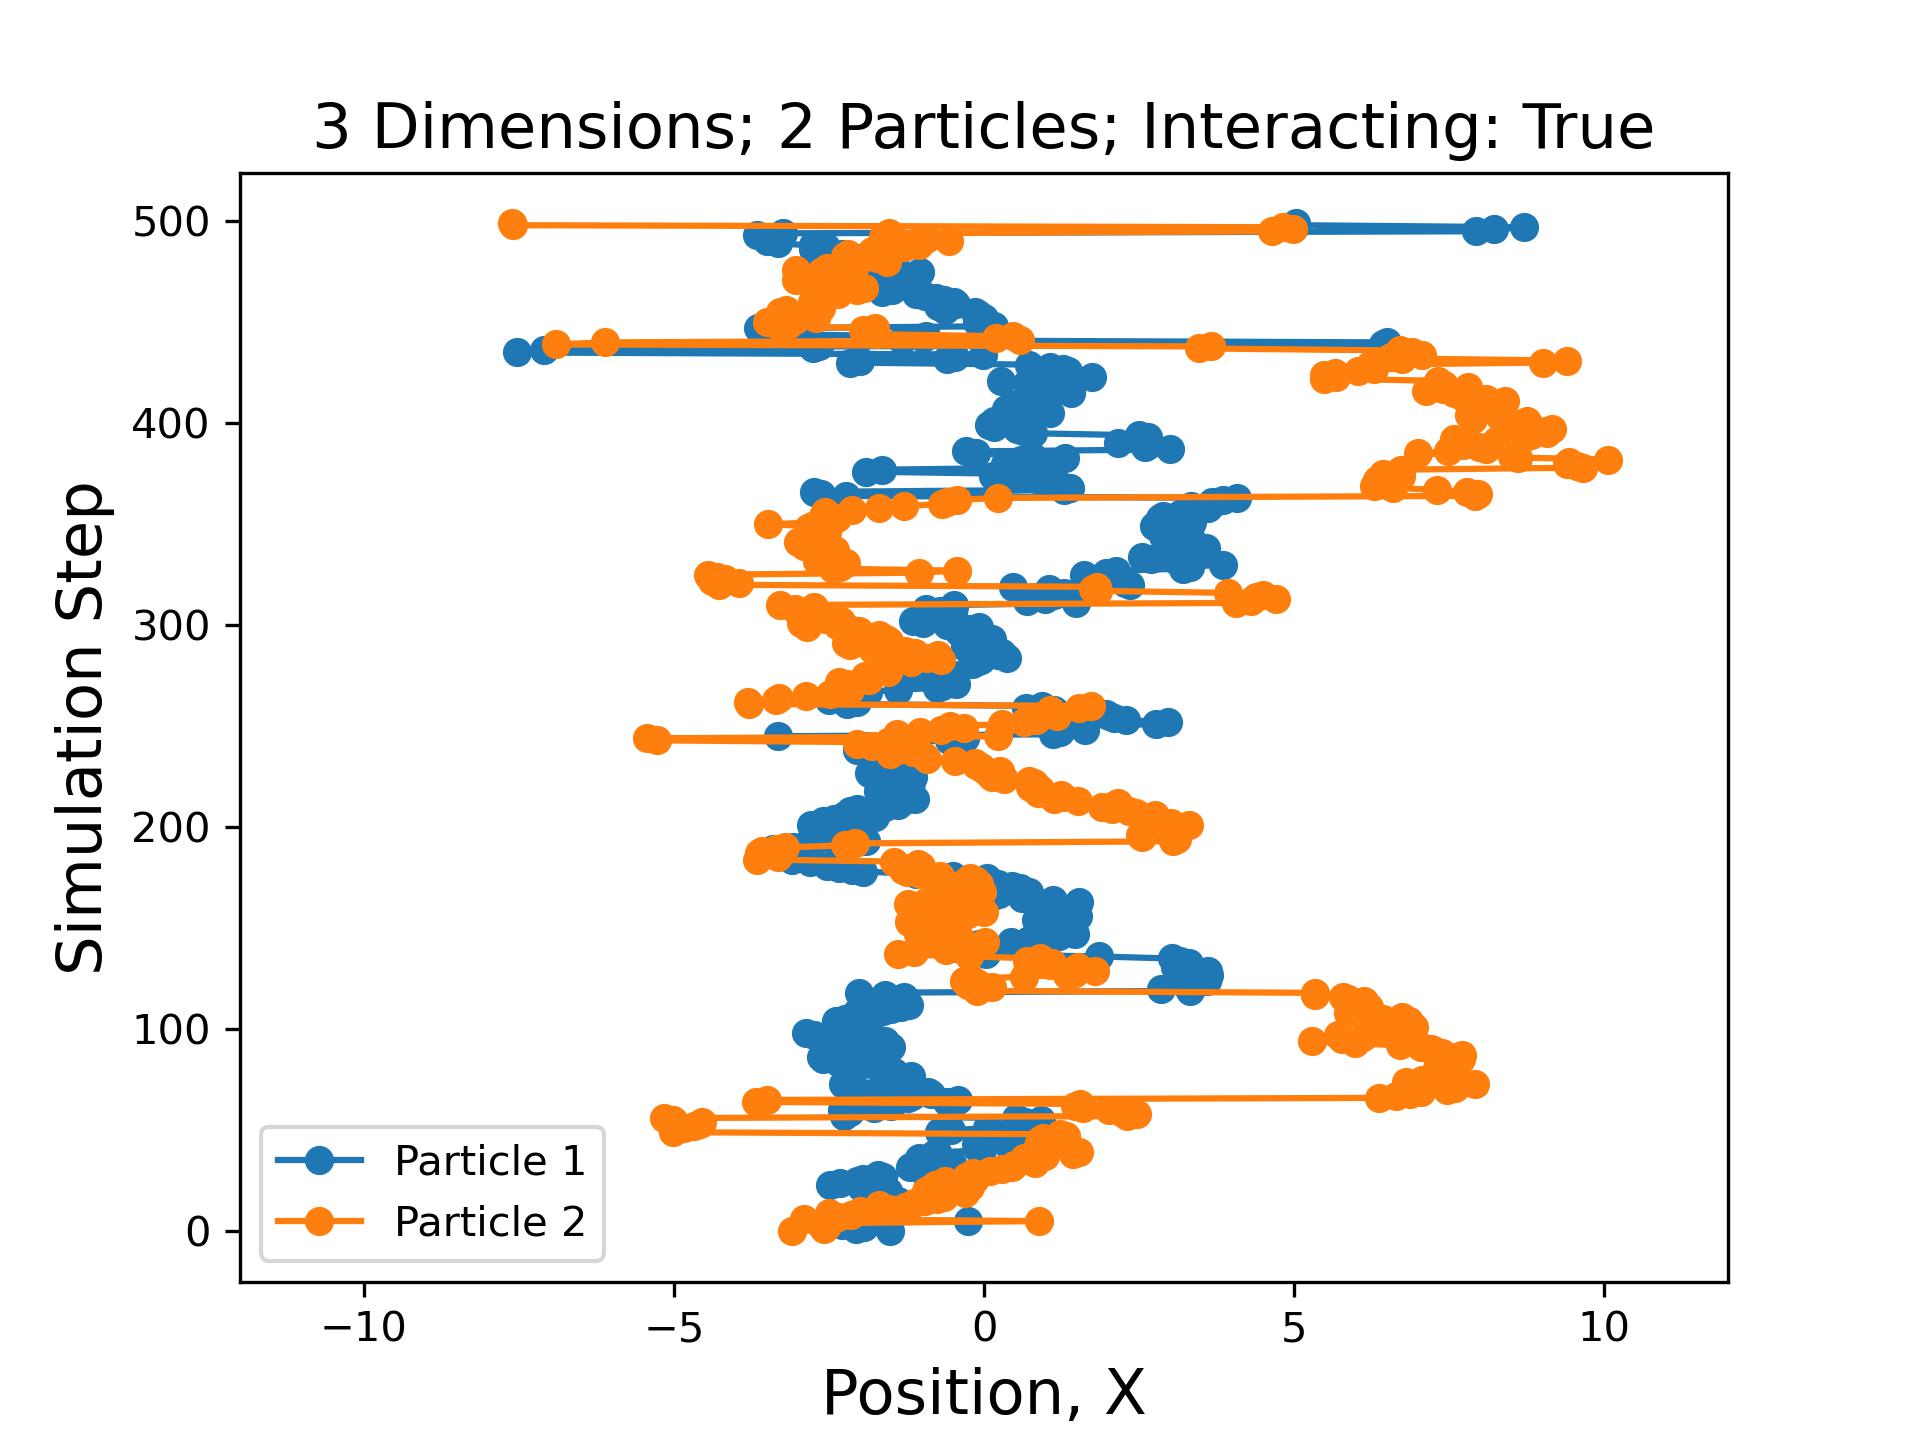 3 Dimensions; 2 Particles; Interacting: True
Simulation Step
500
400
300
200
100
0
Particle 1
Particle 2
−10 −5 0 5 10
Position, X